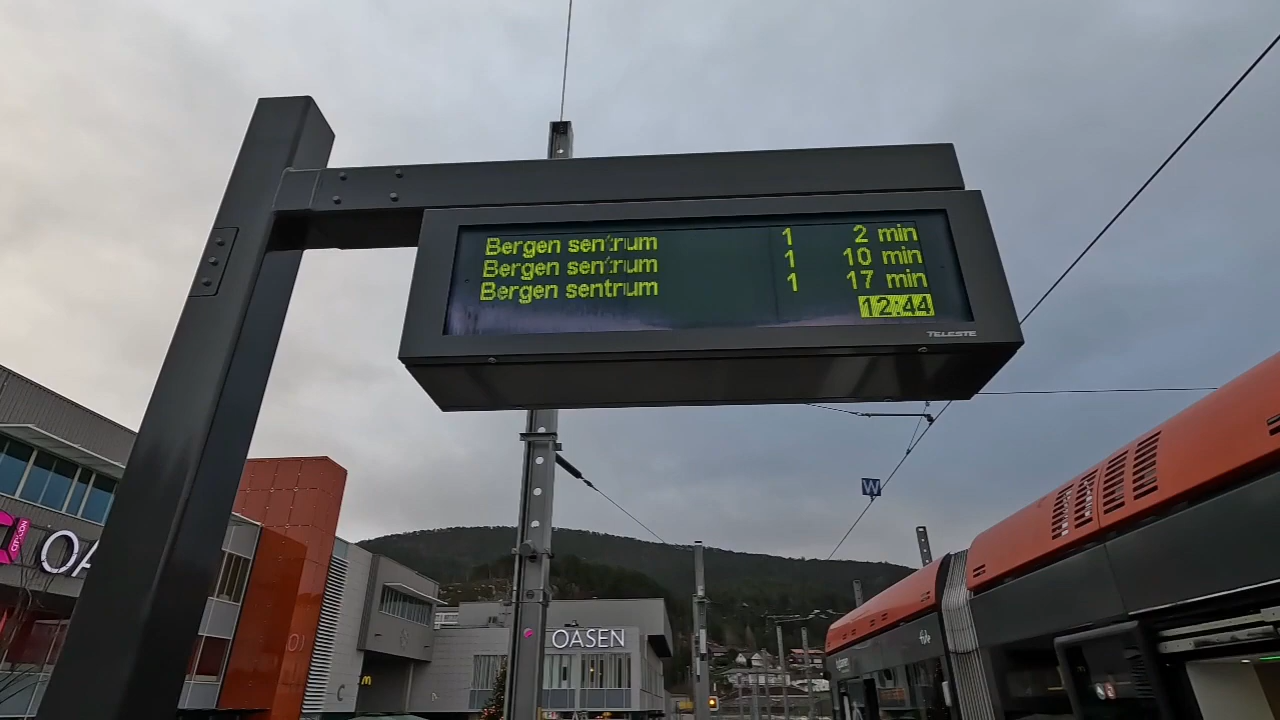 Bergen sentrum 1 2 min
Bergen sentrum 1 10 min
Bergen sentrum 1 17 min
12:44
TELESTE
W
OA
OASEN